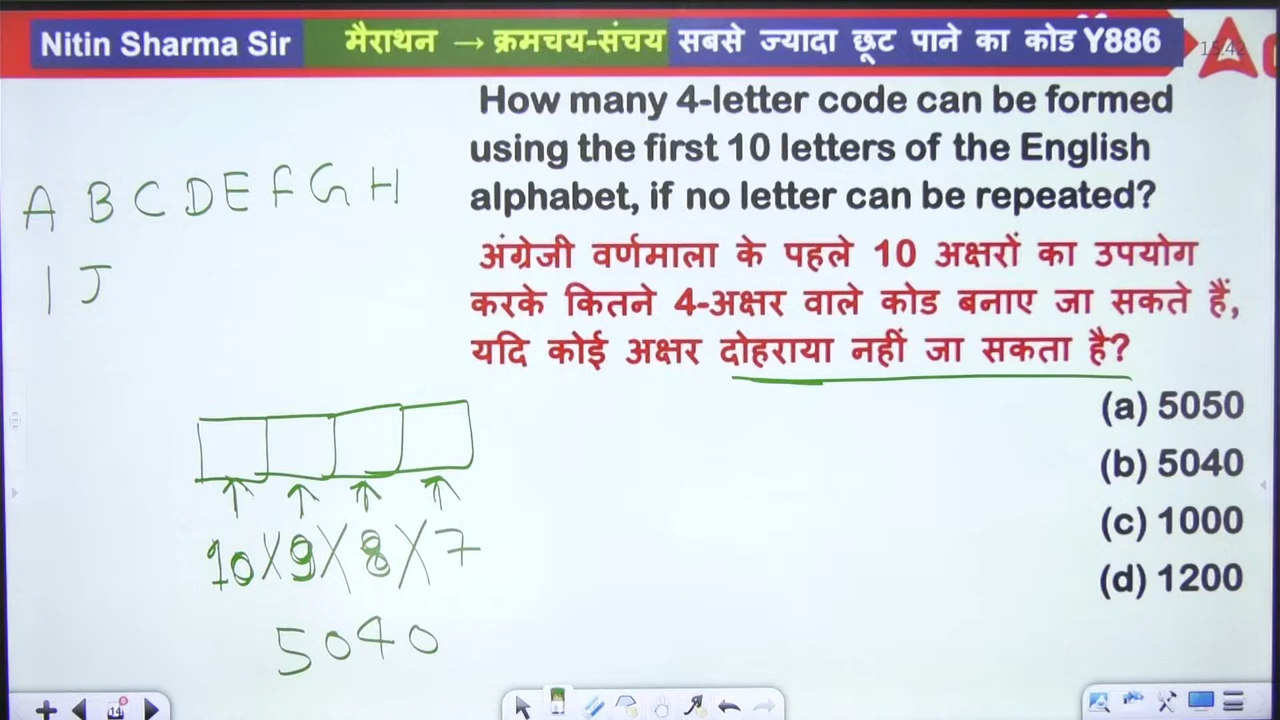 Nitin Sharma Sir मैराथन → क्रमचय-संचय सबसे ज्यादा छूट पाने का कोड Y886
15:42
How many 4-letter code can be formed
using the first 10 letters of the English
alphabet, if no letter can be repeated?
A B C D E F G H
I J
अंग्रेजी वर्णमाला के पहले 10 अक्षरों का उपयोग
करके कितने 4-अक्षर वाले कोड बनाए जा सकते हैं,
यदि कोई अक्षर दोहराया नहीं जा सकता है?
(a) 5050
(b) 5040
(c) 1000
(d) 1200
10 X 9 X 8 X 7
5040
14